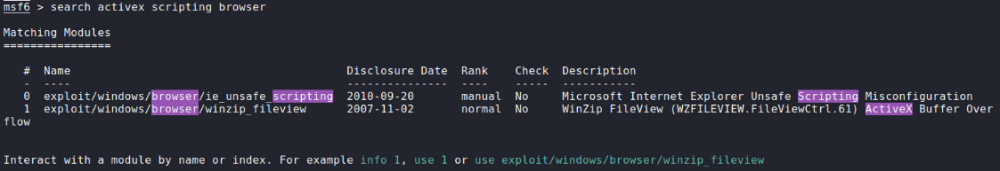 msf6 > search activex scripting browser
Matching Modules
================
# Name Disclosure Date Rank Check Description
- ---- --------------- ---- ----- -----------
0 exploit/windows/browser/ie_unsafe_scripting 2010-09-20 manual No Microsoft Internet Explorer Unsafe Scripting Misconfiguration
1 exploit/windows/browser/winzip_fileview 2007-11-02 normal No WinZip FileView (WZFILEVIEW.FileViewCtrl.61) ActiveX Buffer Over
flow
Interact with a module by name or index. For example info 1, use 1 or use exploit/windows/browser/winzip_fileview